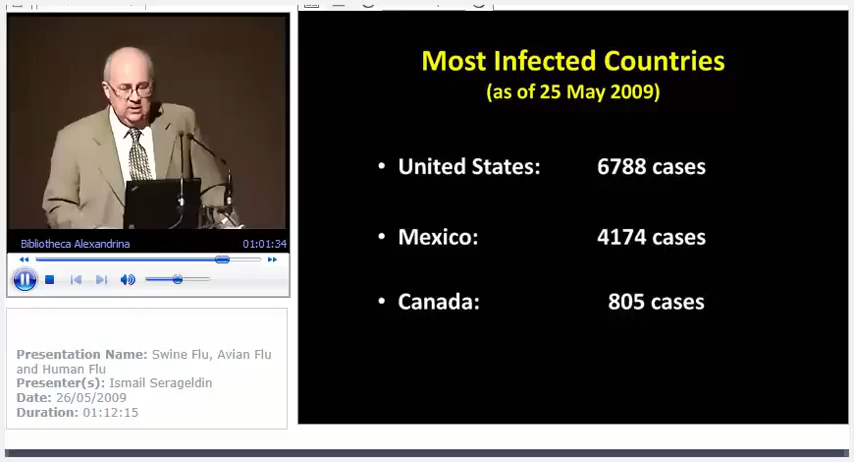 Most Infected Countries
(as of 25 May 2009)
• United States: 6788 cases
• Mexico: 4174 cases
• Canada: 805 cases
Bibliotheca Alexandrina 01:01:34
Presentation Name: Swine Flu, Avian Flu
and Human Flu
Presenter(s): Ismail Serageldin
Date: 26/05/2009
Duration: 01:12:15